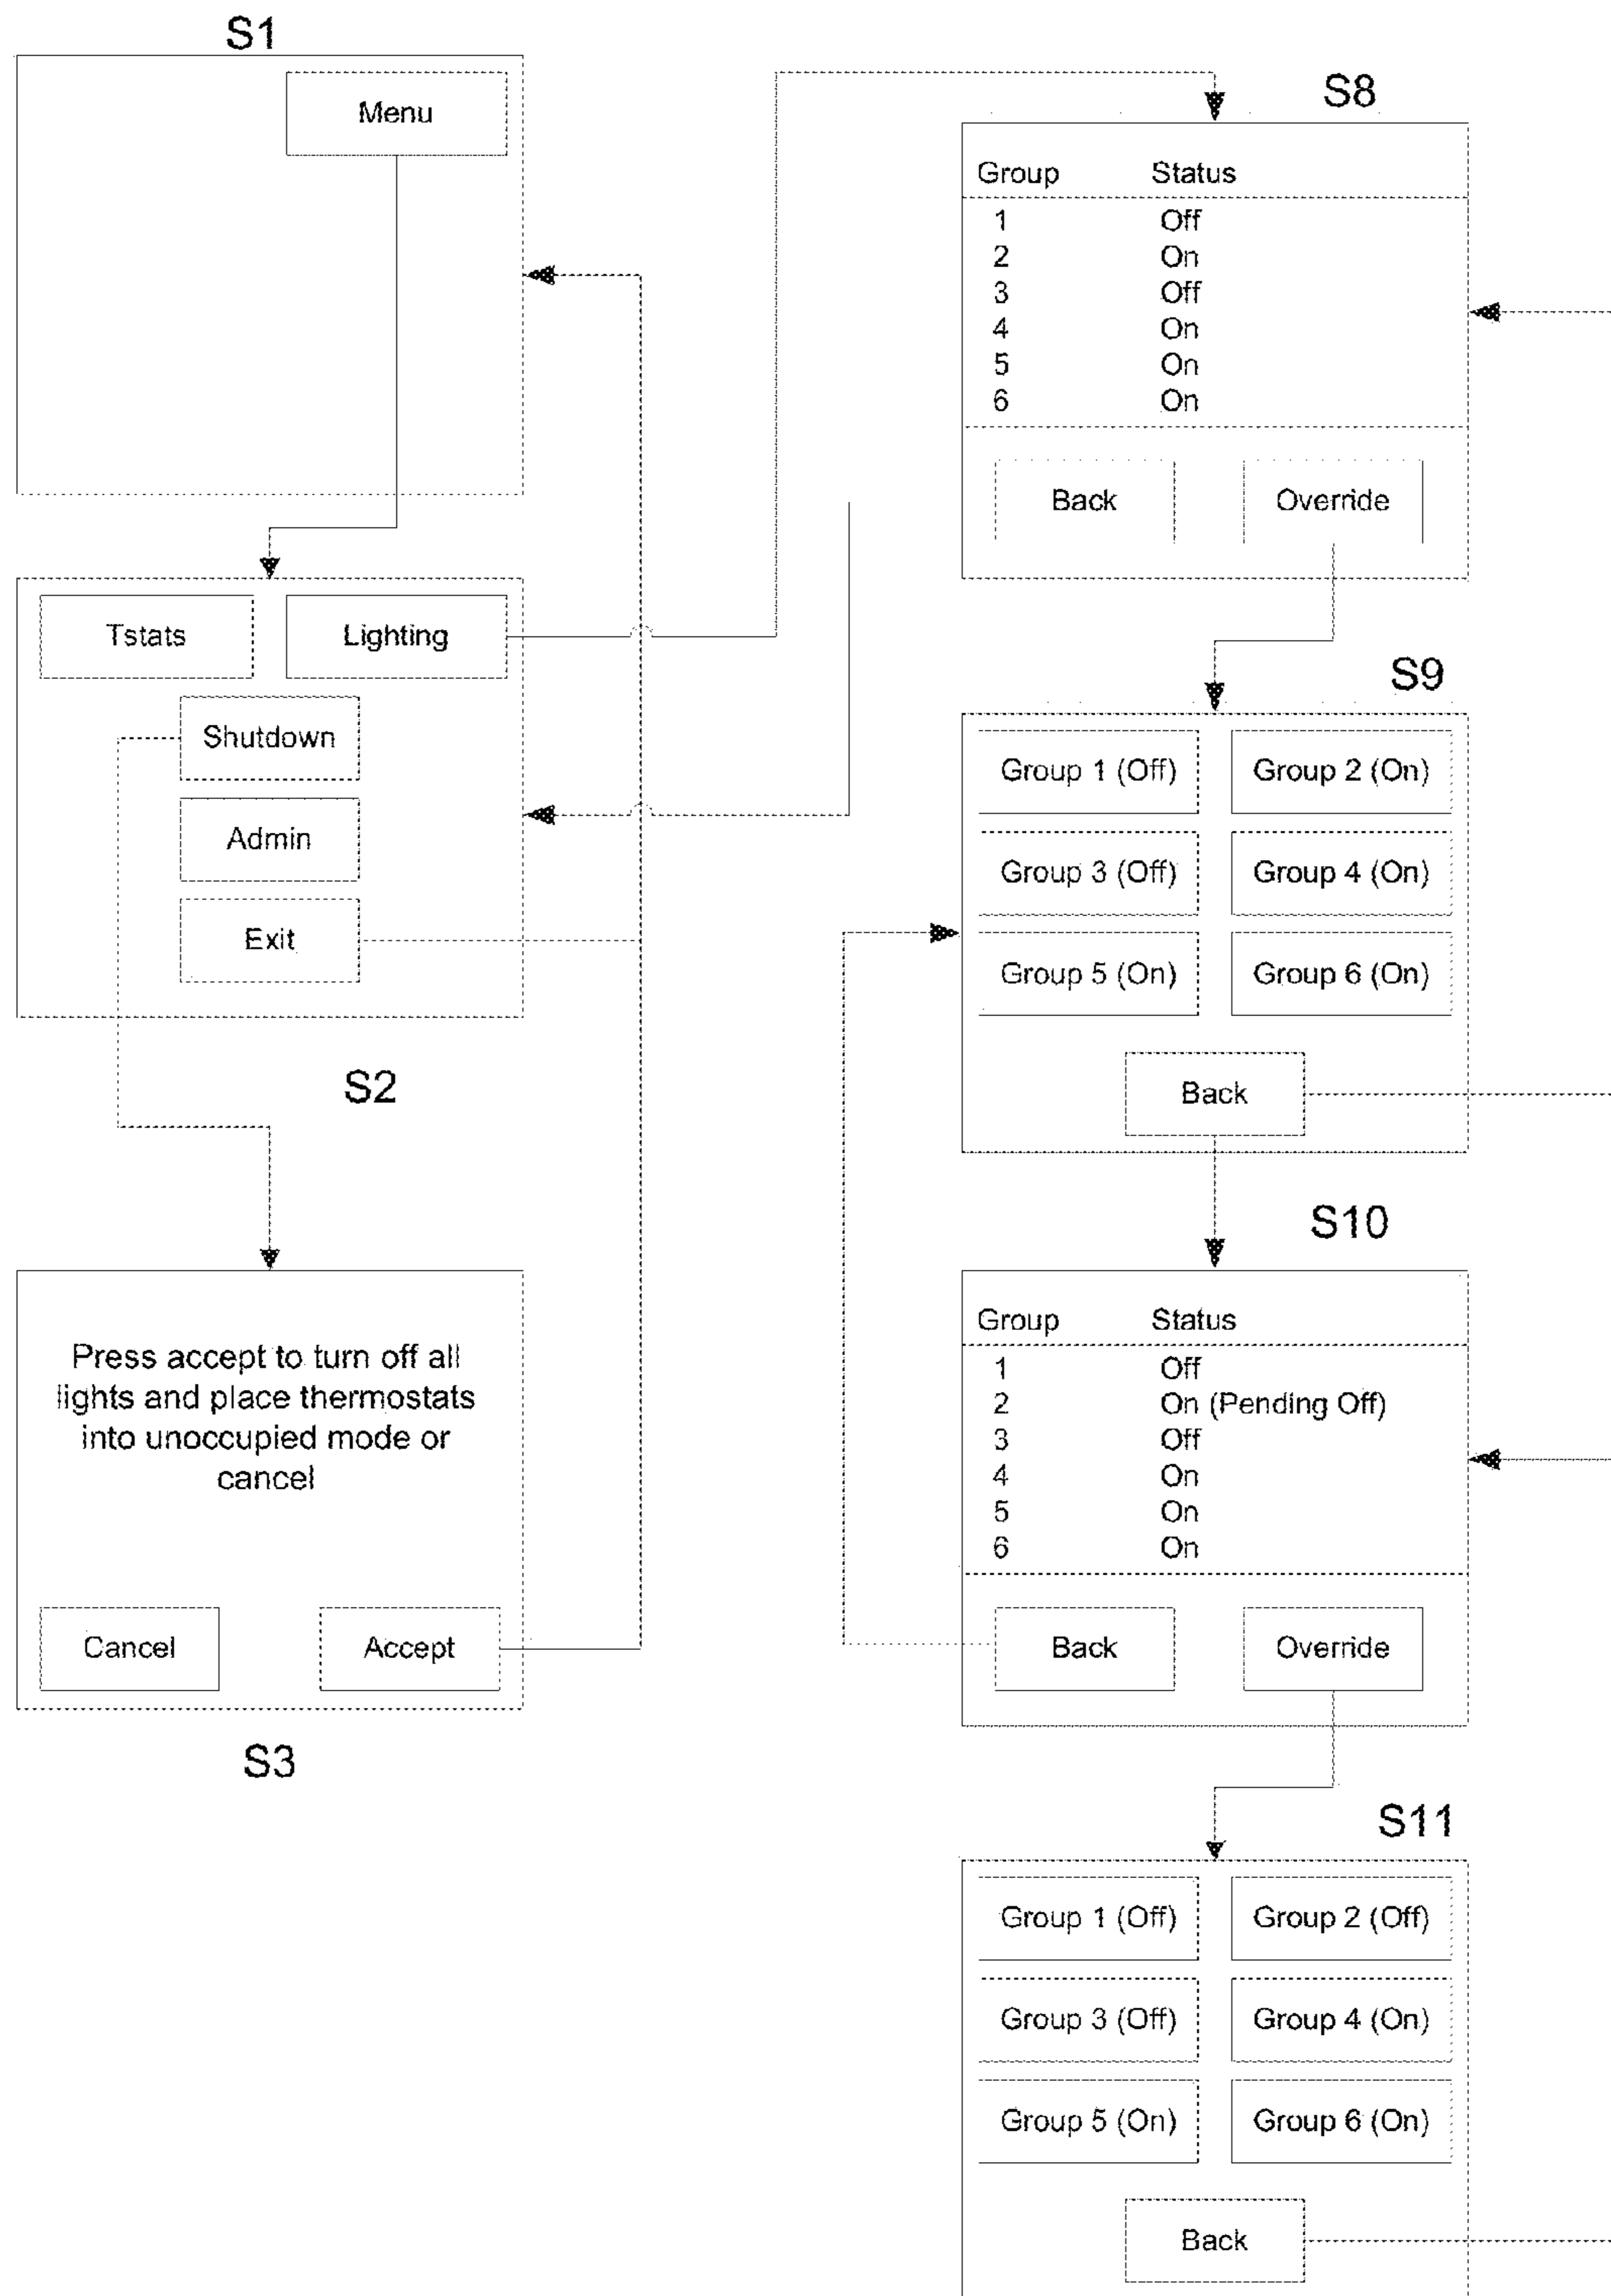 S1
Menu
Tstats
Lighting
Shutdown
Admin
Exit
S2
Press accept to turn off all
lights and place thermostats
into unoccupied mode or
cancel
Cancel
Accept
S3
S8
Group Status
1 Off
2 On
3 Off
4 On
5 On
6 On
Back
Override
S9
Group 1 (Off)
Group 2 (On)
Group 3 (Off)
Group 4 (On)
Group 5 (On)
Group 6 (On)
Back
S10
Group Status
1 Off
2 On (Pending Off)
3 Off
4 On
5 On
6 On
Back
Override
S11
Group 1 (Off)
Group 2 (Off)
Group 3 (Off)
Group 4 (On)
Group 5 (On)
Group 6 (On)
Back